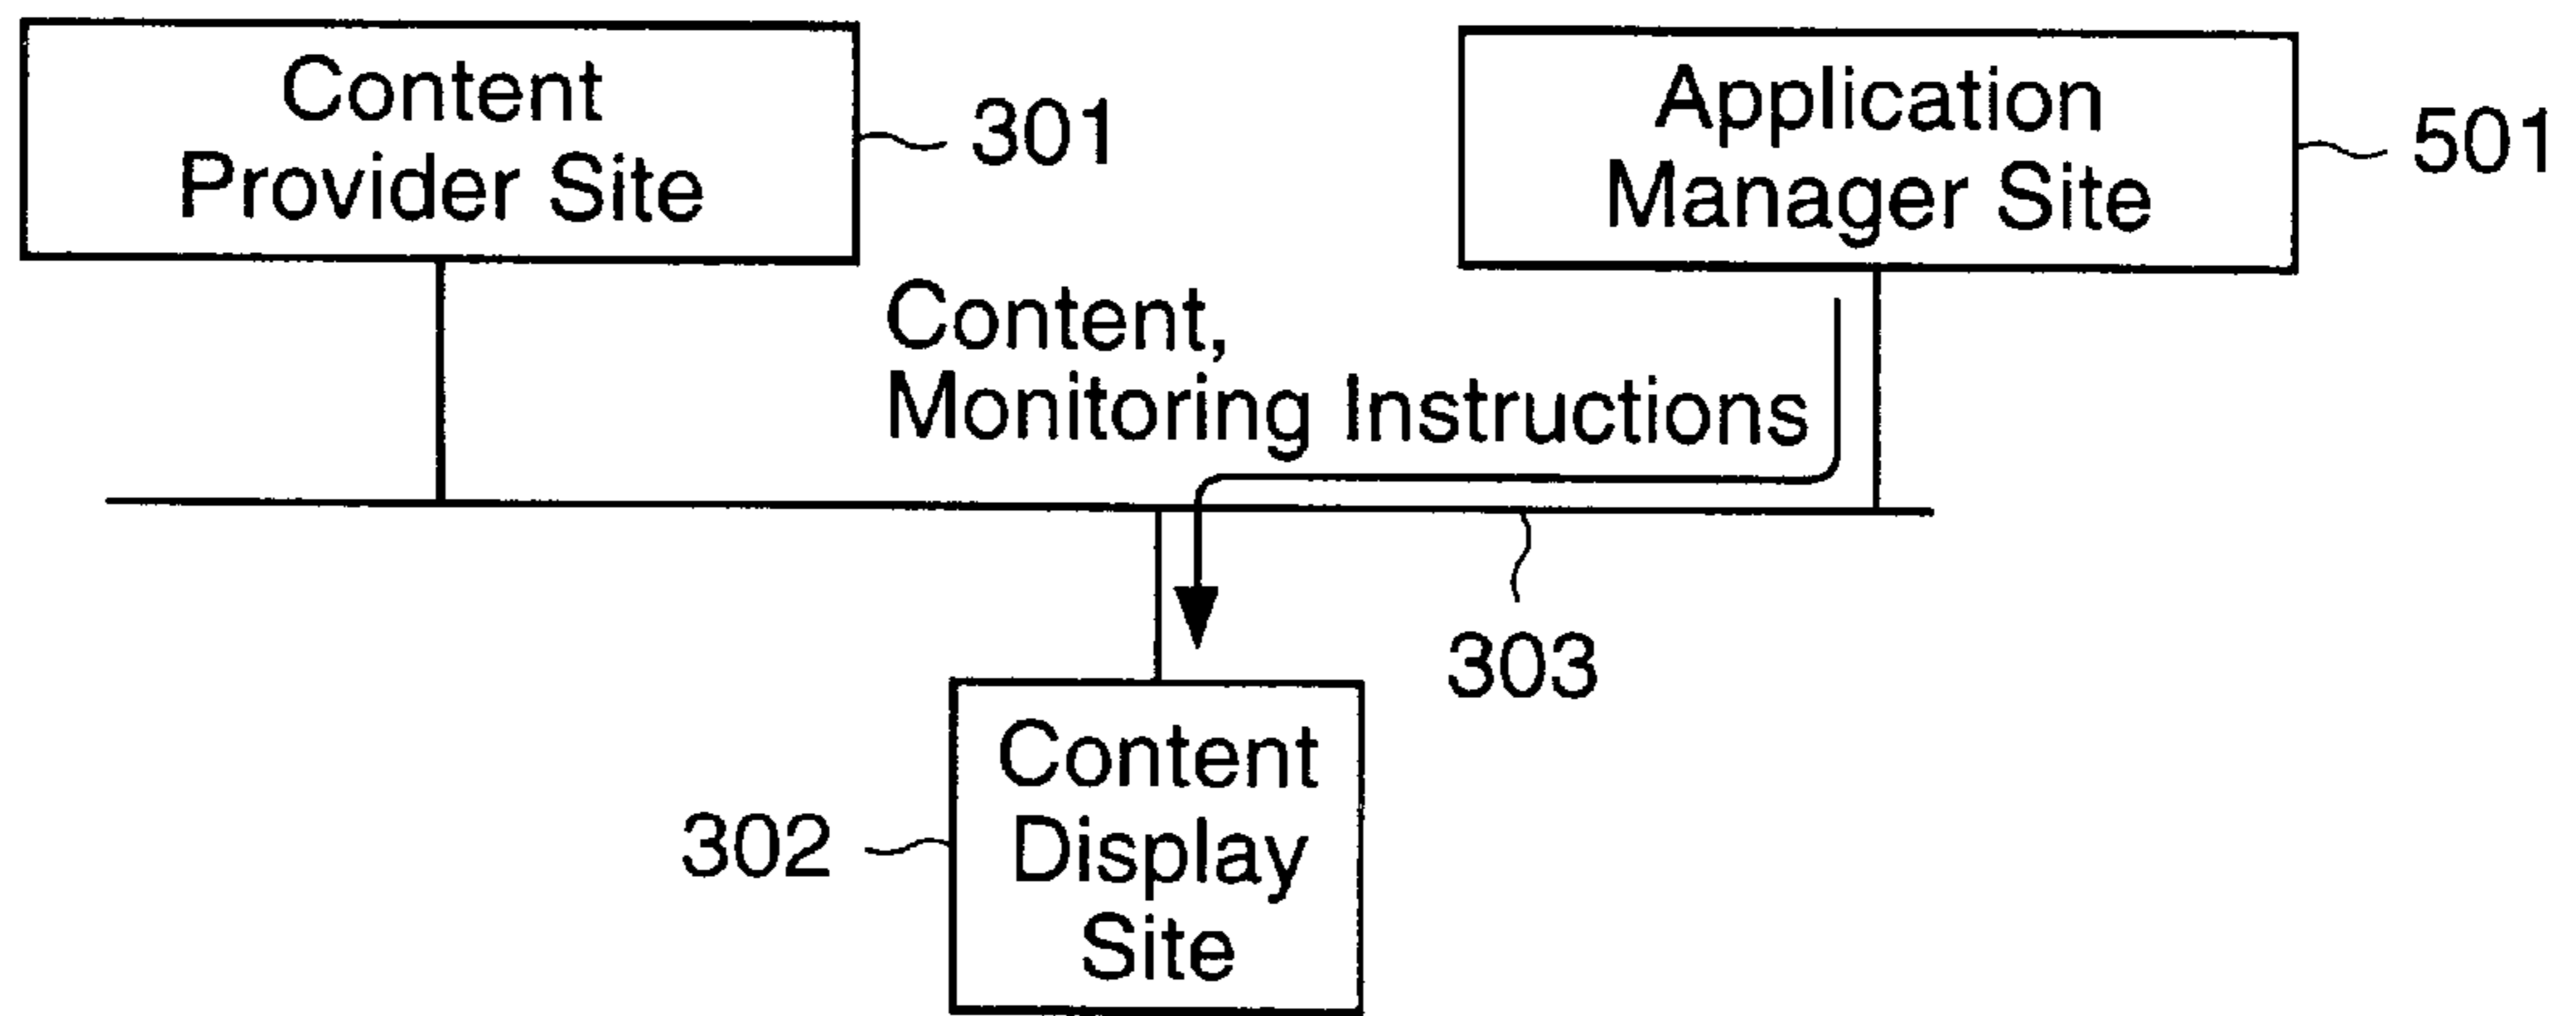 Content
Provider Site
301
Application
Manager Site
501
Content,
Monitoring Instructions
303
302
Content
Display
Site